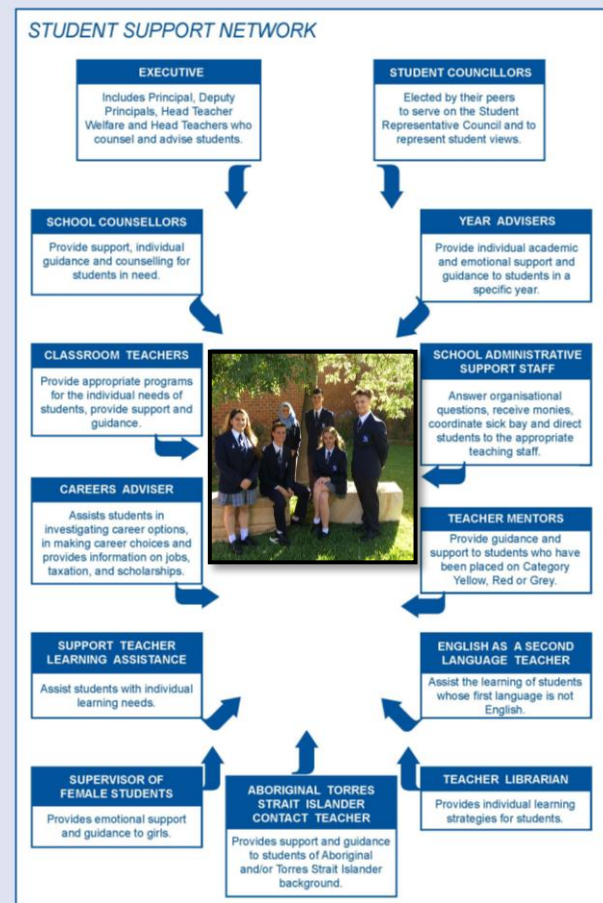 STUDENT SUPPORT NETWORK
EXECUTIVE
Includes Principal, Deputy
Principals, Head Teacher
Welfare and Head Teachers who
counsel and advise students.
STUDENT COUNCILLORS
Elected by their peers
to serve on the Student
Representative Council and to
represent student views.
SCHOOL COUNSELLORS
Provide support, individual
guidance and counselling for
students in need.
YEAR ADVISERS
Provide individual academic
and emotional support and
guidance to students in a
specific year.
CLASSROOM TEACHERS
Provide appropriate programs
for the individual needs of
students, provide support and
guidance.
SCHOOL ADMINISTRATIVE
SUPPORT STAFF
Answer organisational
questions, receive monies,
coordinate sick bay and direct
students to the appropriate
teaching staff.
CAREERS ADVISER
Assists students in
investigating career options,
in making career choices and
provides information on jobs,
taxation, and scholarships.
TEACHER MENTORS
Provide guidance and
support to students who have
been placed on Category
Yellow, Red or Grey.
SUPPORT TEACHER
LEARNING ASSISTANCE
Assist students with individual
learning needs.
ENGLISH AS A SECOND
LANGUAGE TEACHER
Assist the learning of students
whose first language is not
English.
SUPERVISOR OF
FEMALE STUDENTS
Provides emotional support
and guidance to girls.
ABORIGINAL TORRES
STRAIT ISLANDER
CONTACT TEACHER
Provides support and guidance
to students of Aboriginal
and/or Torres Strait Islander
background.
TEACHER LIBRARIAN
Provides individual learning
strategies for students.